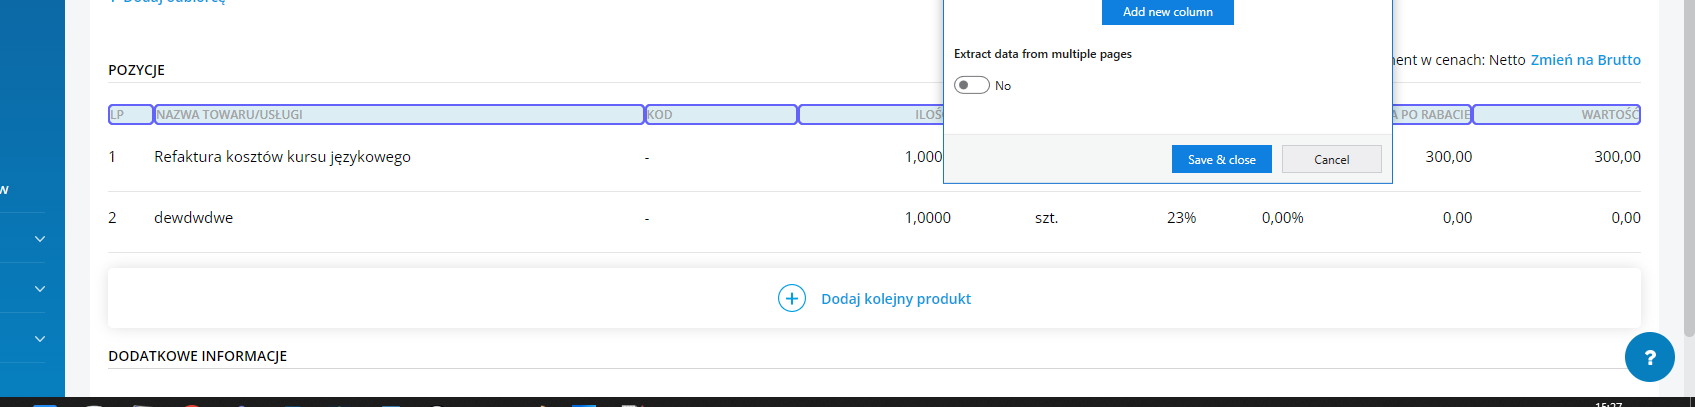 + Dodaj odbiorcę
Add new column
Extract data from multiple pages
No
POZYCJE
ent w cenach: Netto Zmień na Brutto
LP NAZWA TOWARU/USŁUGI KOD ILOŚ A PO RABACIE WARTOŚĆ
1 Refaktura kosztów kursu językowego - 1,000 300,00 300,00
Save & close Cancel
w
2 dewdwdwe - 1,0000 szt. 23% 0,00% 0,00 0,00
+ Dodaj kolejny produkt
DODATKOWE INFORMACJE
?
15:27